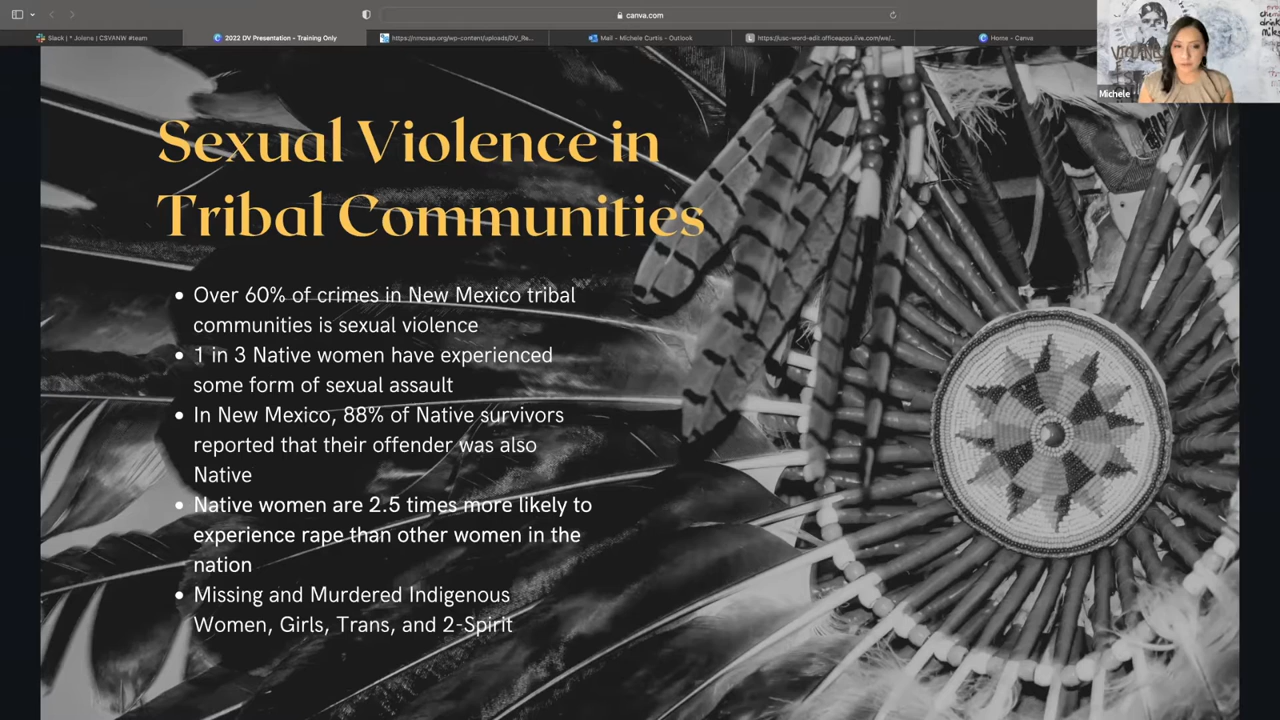 canva.com
Slack | * Jolene | CSVANW #team
2022 DV Presentation - Training Only
https://nmcsap.org/wp-content/uploads/DV_Re...
Mail - Michele Curtis - Outlook
https://usc-word-edit.officeapps.live.com/we/...
Home - Canva
Michele
Sexual Violence in
Tribal Communities
• Over 60% of crimes in New Mexico tribal
communities is sexual violence
• 1 in 3 Native women have experienced
some form of sexual assault
• In New Mexico, 88% of Native survivors
reported that their offender was also
Native
• Native women are 2.5 times more likely to
experience rape than other women in the
nation
• Missing and Murdered Indigenous
Women, Girls, Trans, and 2-Spirit